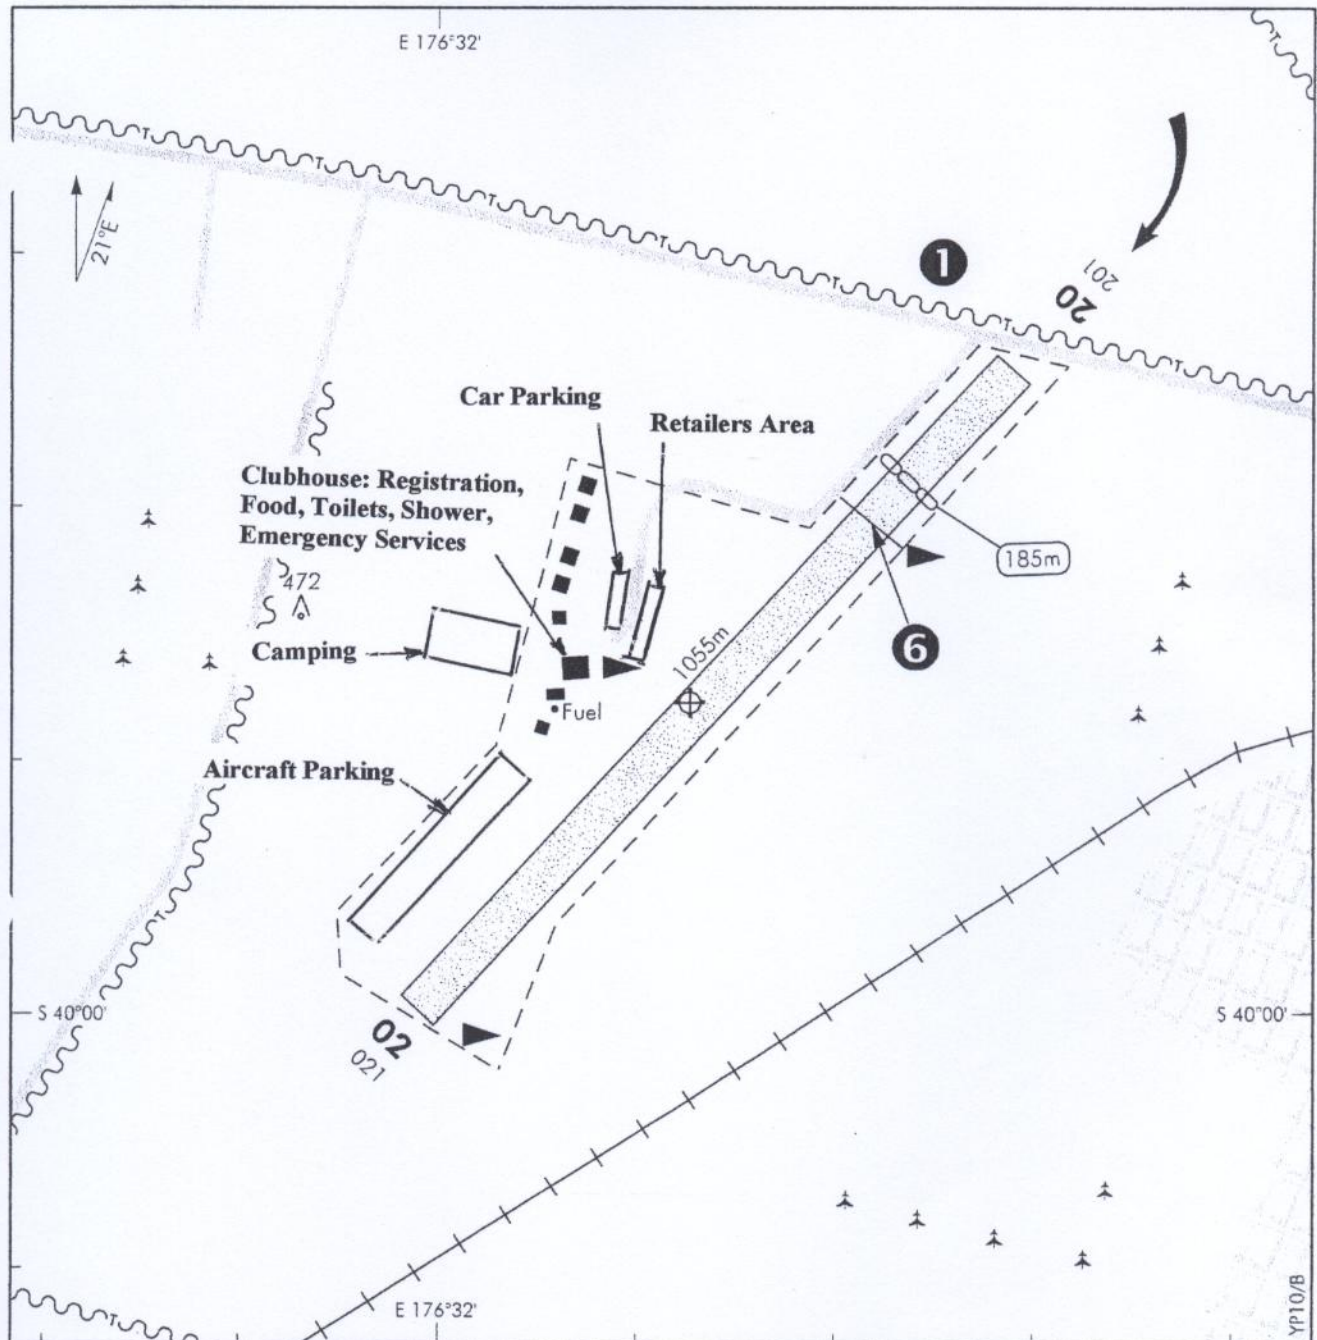 E 176°32'
21°E
1
201
20
Car Parking
Retailers Area
Clubhouse: Registration,
Food, Toilets, Shower,
Emergency Services
185m
472
6
Camping
1055m
Fuel
Aircraft Parking
S 40°00'
S 40°00'
02
021
E 176°32'
YP10/B
T
T
T
T
T
T
T
T
T
T